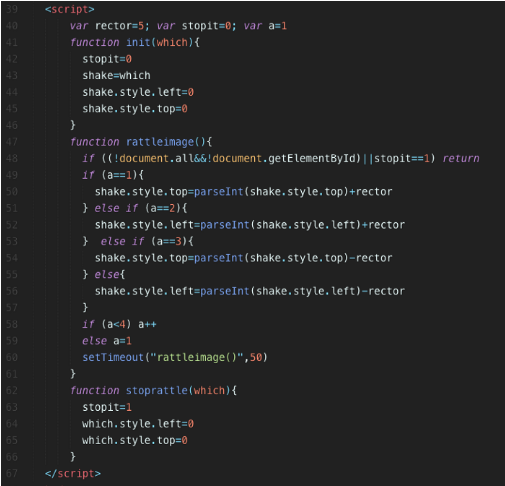 39 <script>
40 var rector=5; var stopit=0; var a=1
41 function init(which){
42 stopit=0
43 shake=which
44 shake.style.left=0
45 shake.style.top=0
46 }
47 function rattleimage(){
48 if ((!document.all&&!document.getElementById)||stopit==1) return
49 if (a==1){
50 shake.style.top=parseInt(shake.style.top)+rector
51 } else if (a==2){
52 shake.style.left=parseInt(shake.style.left)+rector
53 }  else if (a==3){
54 shake.style.top=parseInt(shake.style.top)-rector
55 } else{
56 shake.style.left=parseInt(shake.style.left)-rector
57 }
58 if (a<4) a++
59 else a=1
60 setTimeout("rattleimage()",50)
61 }
62 function stoprattle(which){
63 stopit=1
64 which.style.left=0
65 which.style.top=0
66 }
67 </script>